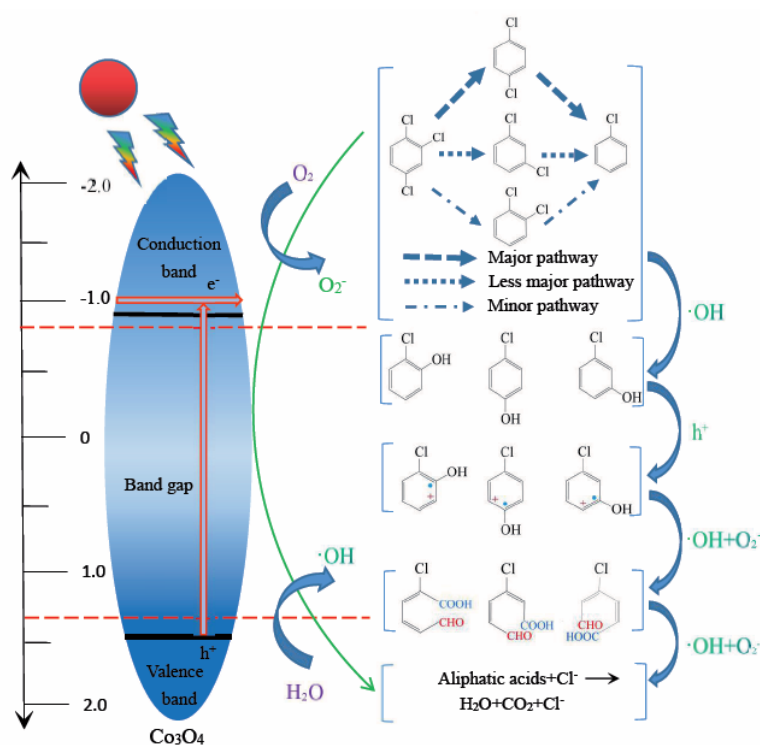 -2.0
-1.0
0
1.0
2.0
Conduction
band
e⁻
Band gap
h⁺
Valence
band
Co₃O₄
O₂
O₂⁻
·OH
H₂O
Cl
Cl
Cl
Cl
Cl
Cl
Cl
Cl
Cl
Cl
Major pathway
Less major pathway
Minor pathway
·OH
Cl
OH
Cl
OH
Cl
OH
h⁺
Cl
OH
Cl
OH
Cl
OH
·OH+O₂⁻
Cl
COOH
CHO
Cl
COOH
CHO
Cl
CHO
HOOC
·OH+O₂⁻
Aliphatic acids+Cl⁻
H₂O+CO₂+Cl⁻